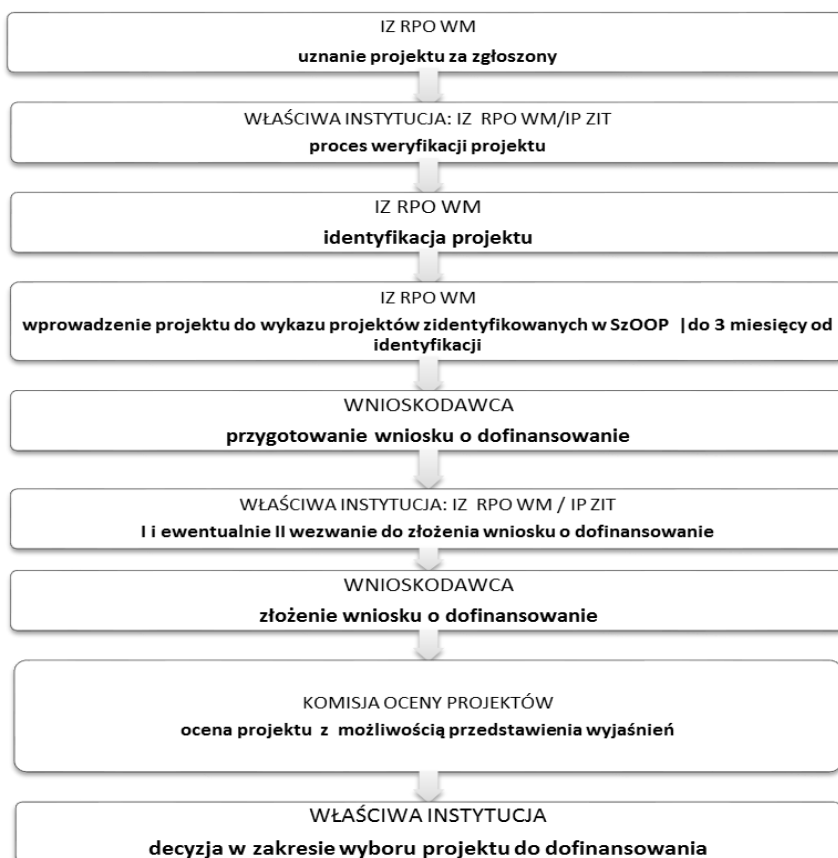 IZ RPO WM
uznanie projektu za zgłoszony
WŁAŚCIWA INSTYTUCJA: IZ RPO WM/IP ZIT
proces weryfikacji projektu
IZ RPO WM
identyfikacja projektu
IZ RPO WM
wprowadzenie projektu do wykazu projektów zidentyfikowanych w SzOOP |do 3 miesięcy od
identyfikacji
WNIOSKODAWCA
przygotowanie wniosku o dofinansowanie
WŁAŚCIWA INSTYTUCJA: IZ RPO WM / IP ZIT
I i ewentualnie II wezwanie do złożenia wniosku o dofinansowanie
WNIOSKODAWCA
złożenie wniosku o dofinansowanie
KOMISJA OCENY PROJEKTÓW
ocena projektu z możliwością przedstawienia wyjaśnień
WŁAŚCIWA INSTYTUCJA
decyzja w zakresie wyboru projektu do dofinansowania